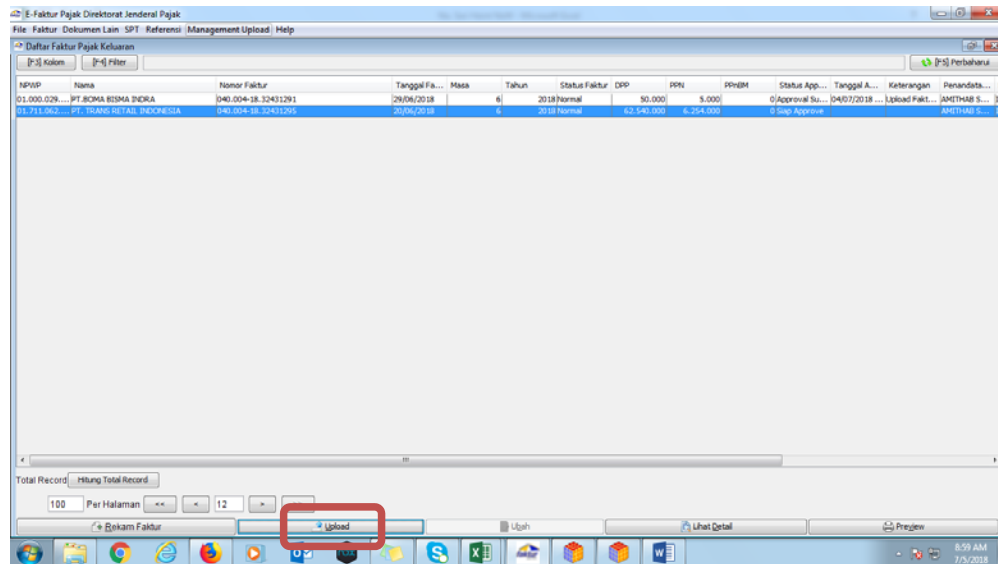 E-Faktur Pajak Direktorat Jenderal Pajak
File Faktur Dokumen Lain SPT Referensi Management Upload Help
Daftar Faktur Pajak Keluaran
[F3] Kolom [F4] Filter [F5] Perbaharui
NPWP Nama Nomor Faktur Tanggal Fa... Masa Tahun Status Faktur DPP PPN PPnBM Status App... Tanggal A... Keterangan Penandata...
01.000.029.... PT.BOMA BISMA INDRA 040.004-18.32431291 29/06/2018 6 2018 Normal 50.000 5.000 0 Approval Su... 04/07/2018 ... Upload Fakt... AMITHAB S...
01.711.062.... PT. TRANS RETAIL INDONESIA 040.004-18.32431295 20/06/2018 6 2018 Normal 62.540.000 6.254.000 0 Siap Approve AMITHAB S...
Total Record Hitung Total Record
100 Per Halaman << < 12 >
Rekam Faktur Upload Ubah Lihat Detail Preview
8:59 AM
7/5/2018